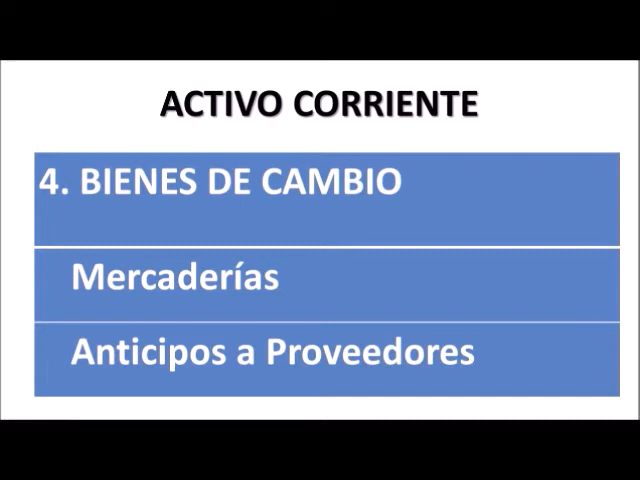 ACTIVO CORRIENTE
4. BIENES DE CAMBIO
Mercaderías
Anticipos a Proveedores